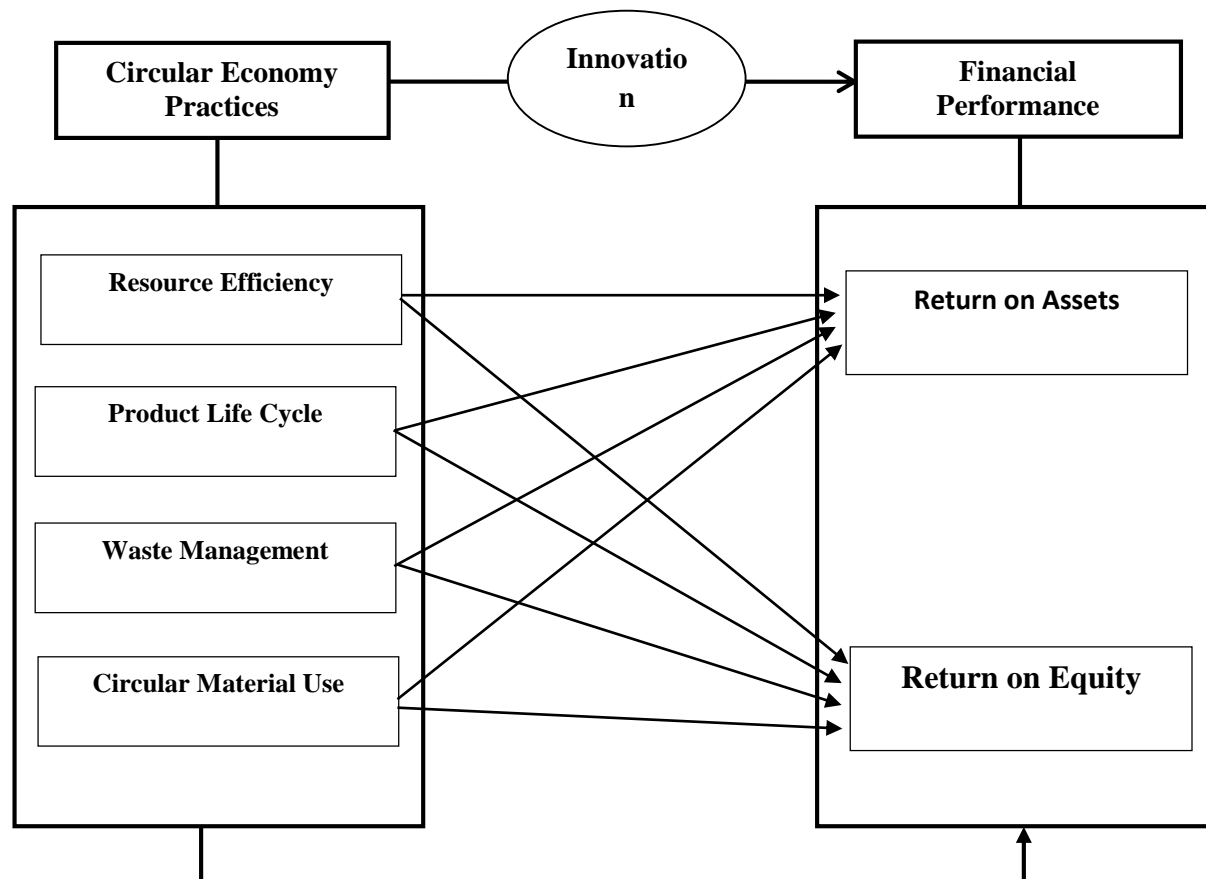 Circular Economy
Practices
Innovatio
n
Financial
Performance
Resource Efficiency
Return on Assets
Product Life Cycle
Waste Management
Circular Material Use
Return on Equity